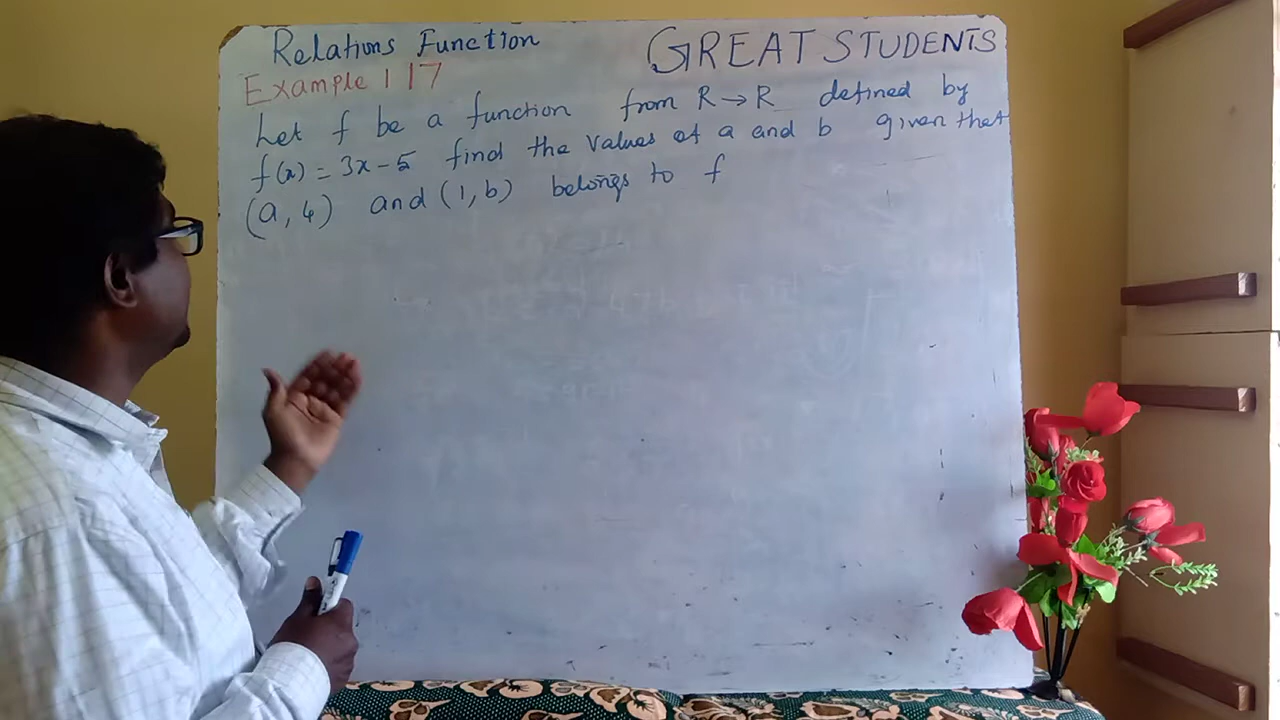 Relations Function
GREAT STUDENTS
Example 1 17
Let f be a function from R → R defined by
f(x) = 3x - 5 find the values of a and b given that
(a, 4) and (1, b) belongs to f